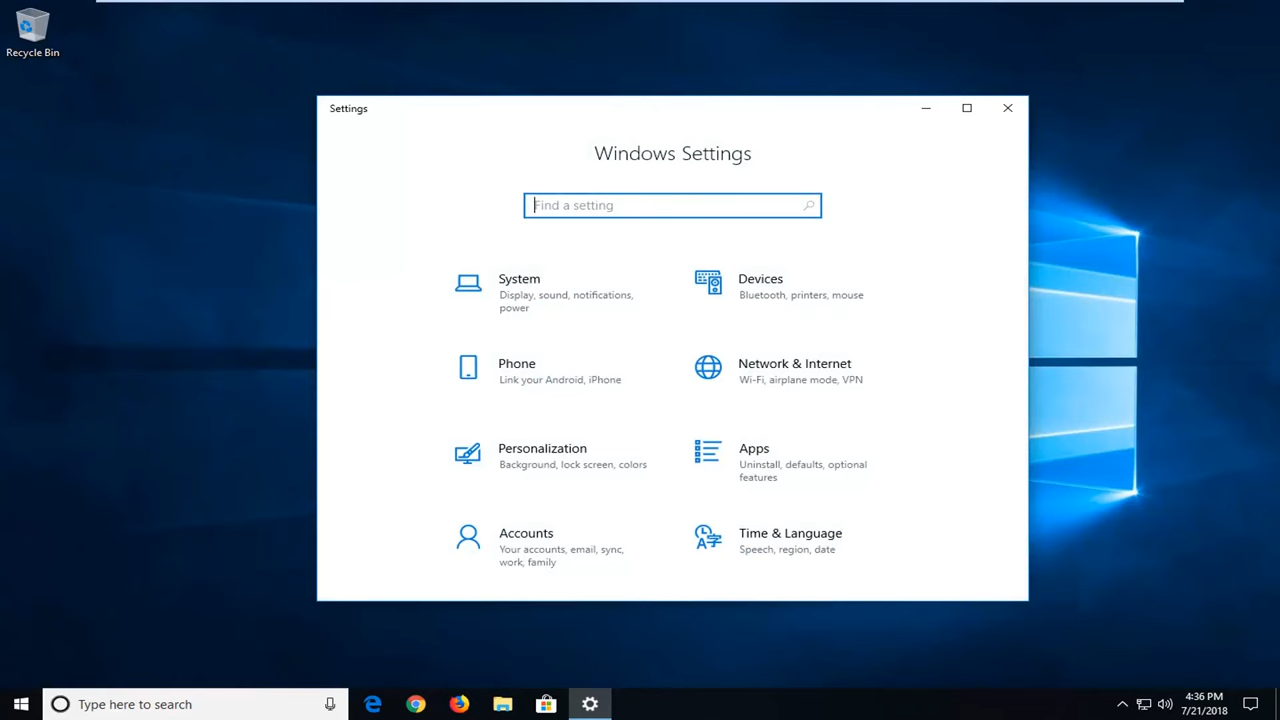 Recycle Bin
Settings
Windows Settings
Find a setting
System
Display, sound, notifications,
power
Devices
Bluetooth, printers, mouse
Phone
Link your Android, iPhone
Network & Internet
Wi-Fi, airplane mode, VPN
Personalization
Background, lock screen, colors
Apps
Uninstall, defaults, optional
features
Accounts
Your accounts, email, sync,
work, family
Time & Language
Speech, region, date
Type here to search
4:36 PM
7/21/2018